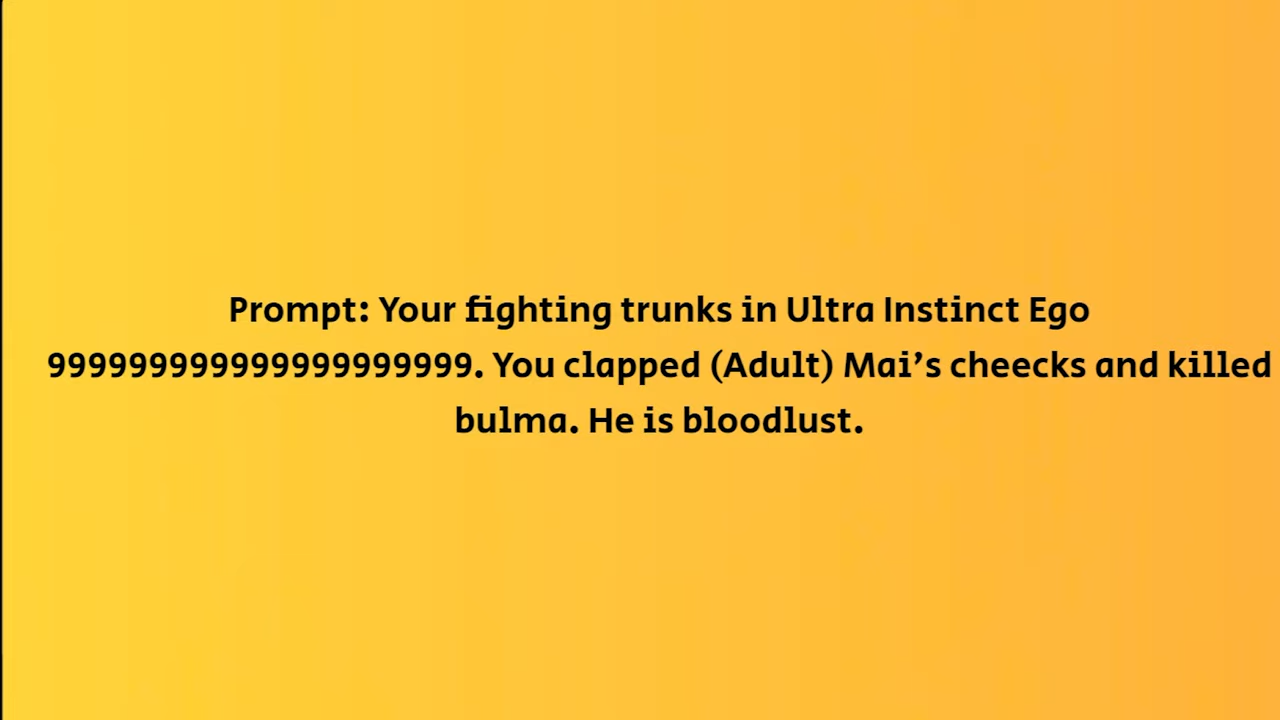 Prompt: Your fighting trunks in Ultra Instinct Ego
999999999999999999999. You clapped (Adult) Mai’s cheecks and killed
bulma. He is bloodlust.